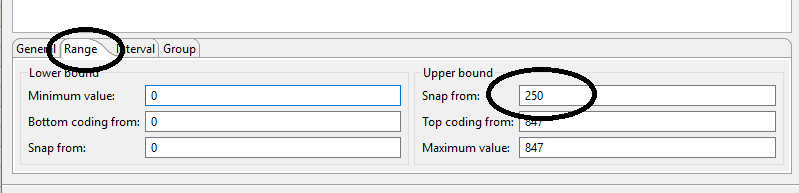 General Range Interval Group
Lower bound
Minimum value: 0
Bottom coding from: 0
Snap from: 0
Upper bound
Snap from: 250
Top coding from: 847
Maximum value: 847